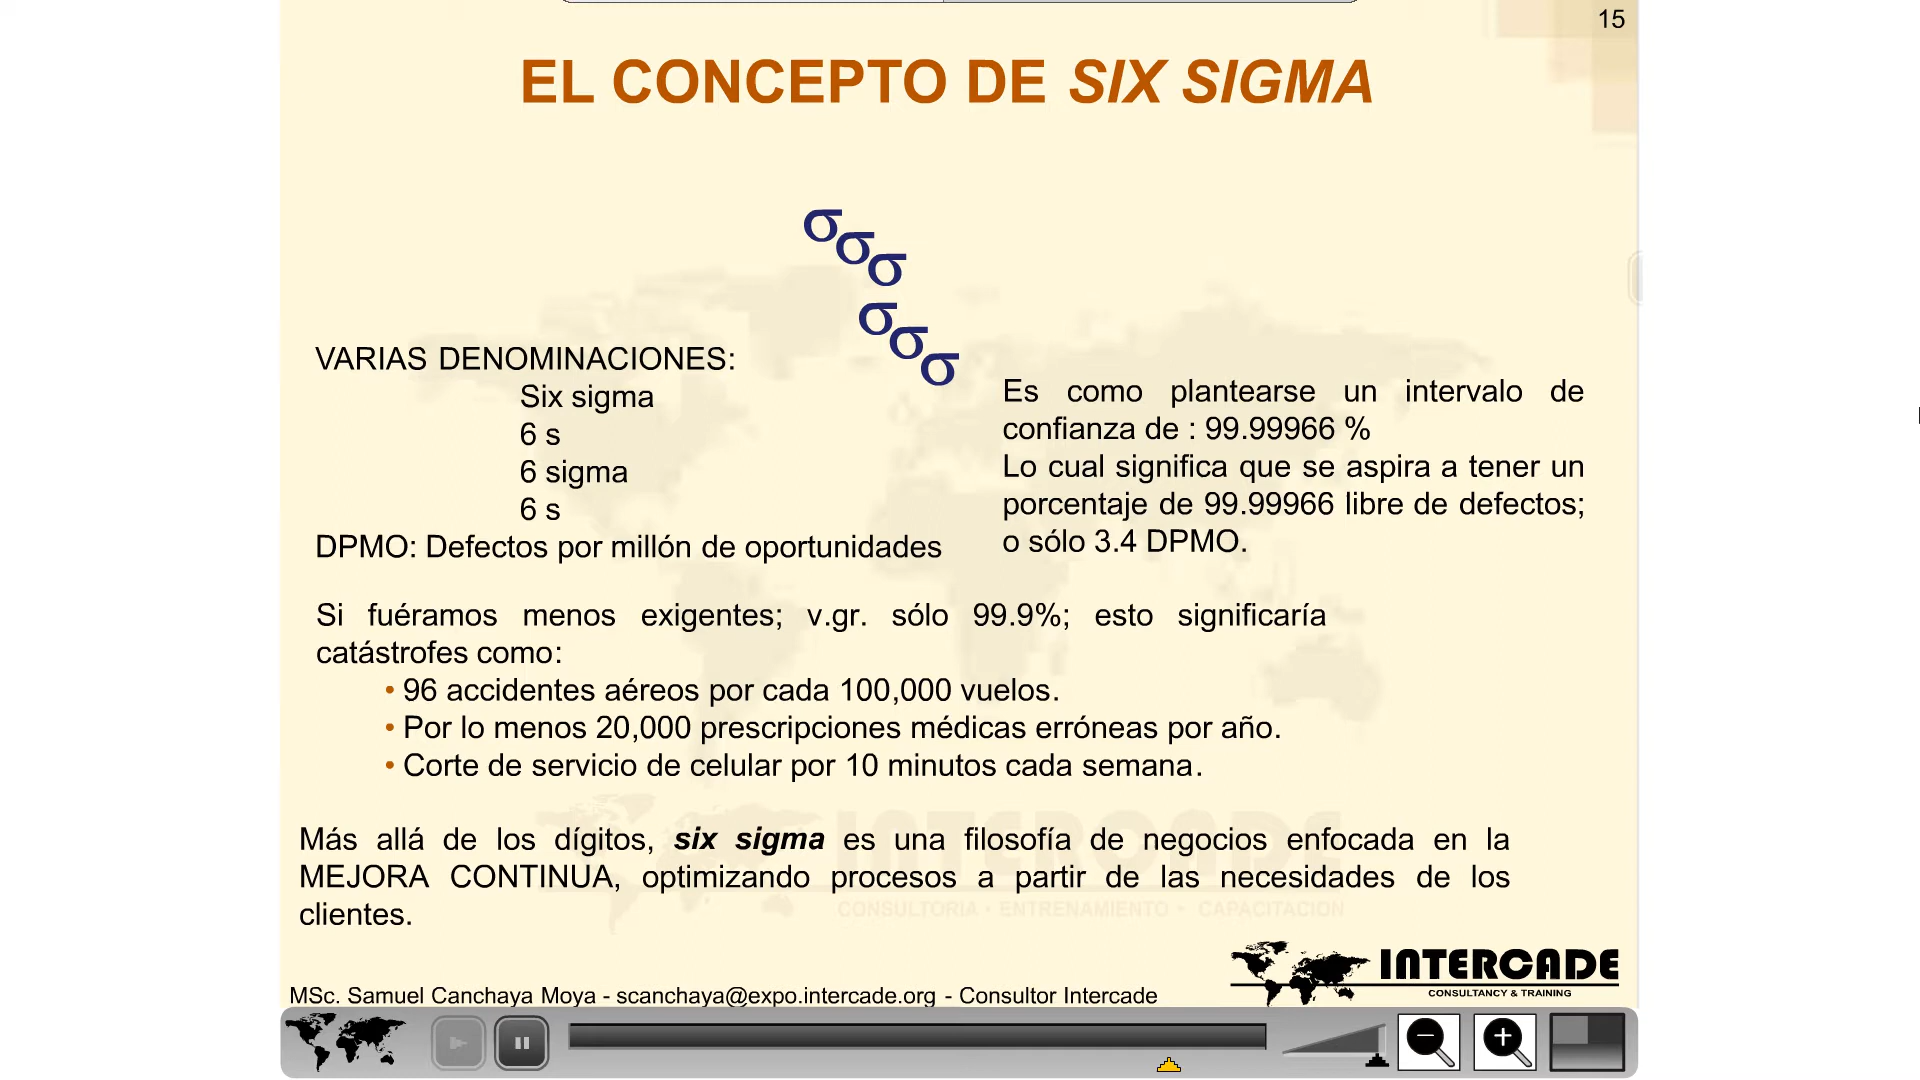 15
EL CONCEPTO DE SIX SIGMA
σσσ
σσσ
VARIAS DENOMINACIONES:
Six sigma
6 s
6 sigma
6 s
DPMO: Defectos por millón de oportunidades
Es como plantearse un intervalo de
confianza de : 99.99966 %
Lo cual significa que se aspira a tener un
porcentaje de 99.99966 libre de defectos;
o sólo 3.4 DPMO.
Si fuéramos menos exigentes; v.gr. sólo 99.9%; esto significaría
catástrofes como:
• 96 accidentes aéreos por cada 100,000 vuelos.
• Por lo menos 20,000 prescripciones médicas erróneas por año.
• Corte de servicio de celular por 10 minutos cada semana.
Más allá de los dígitos, six sigma es una filosofía de negocios enfocada en la
MEJORA CONTINUA, optimizando procesos a partir de las necesidades de los
clientes.
INTERCADE
CONSULTORIA • ENTRENAMIENTO • CAPACITACION
INTERCADE
CONSULTANCY & TRAINING
MSc. Samuel Canchaya Moya - scanchaya@expo.intercade.org - Consultor Intercade